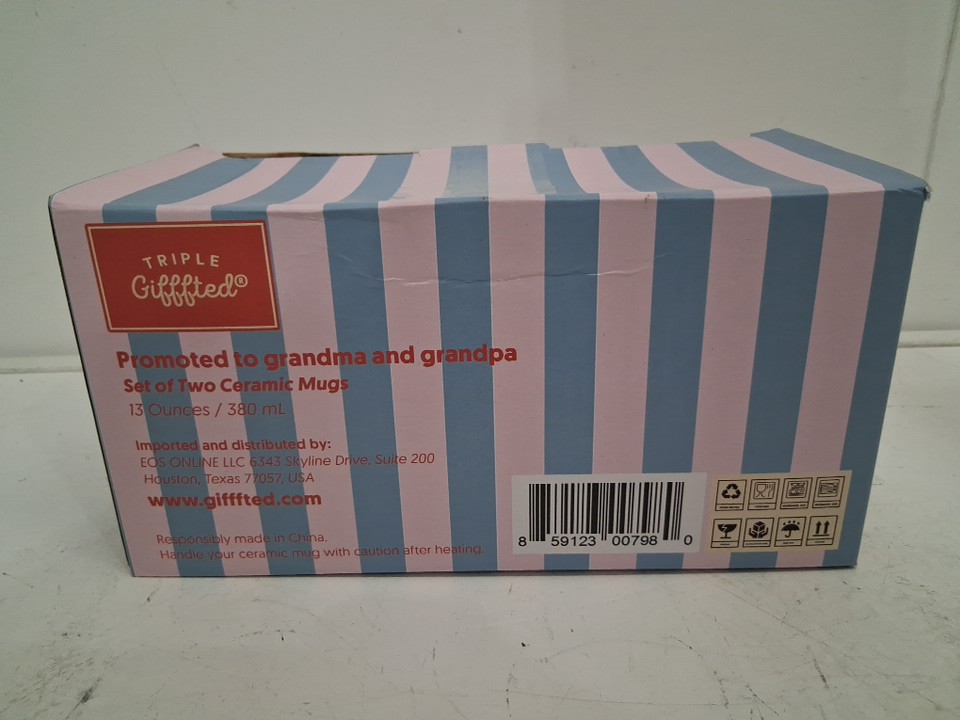 TRIPLE
Gifffted®
Promoted to grandma and grandpa
Set of Two Ceramic Mugs
13 Ounces / 380 mL
Imported and distributed by:
EOS ONLINE LLC 6343 Skyline Drive, Suite 200
Houston, Texas 77057, USA
www.gifffted.com
Responsibly made in China.
Handle your ceramic mug with caution after heating.
8 59123 00798 0